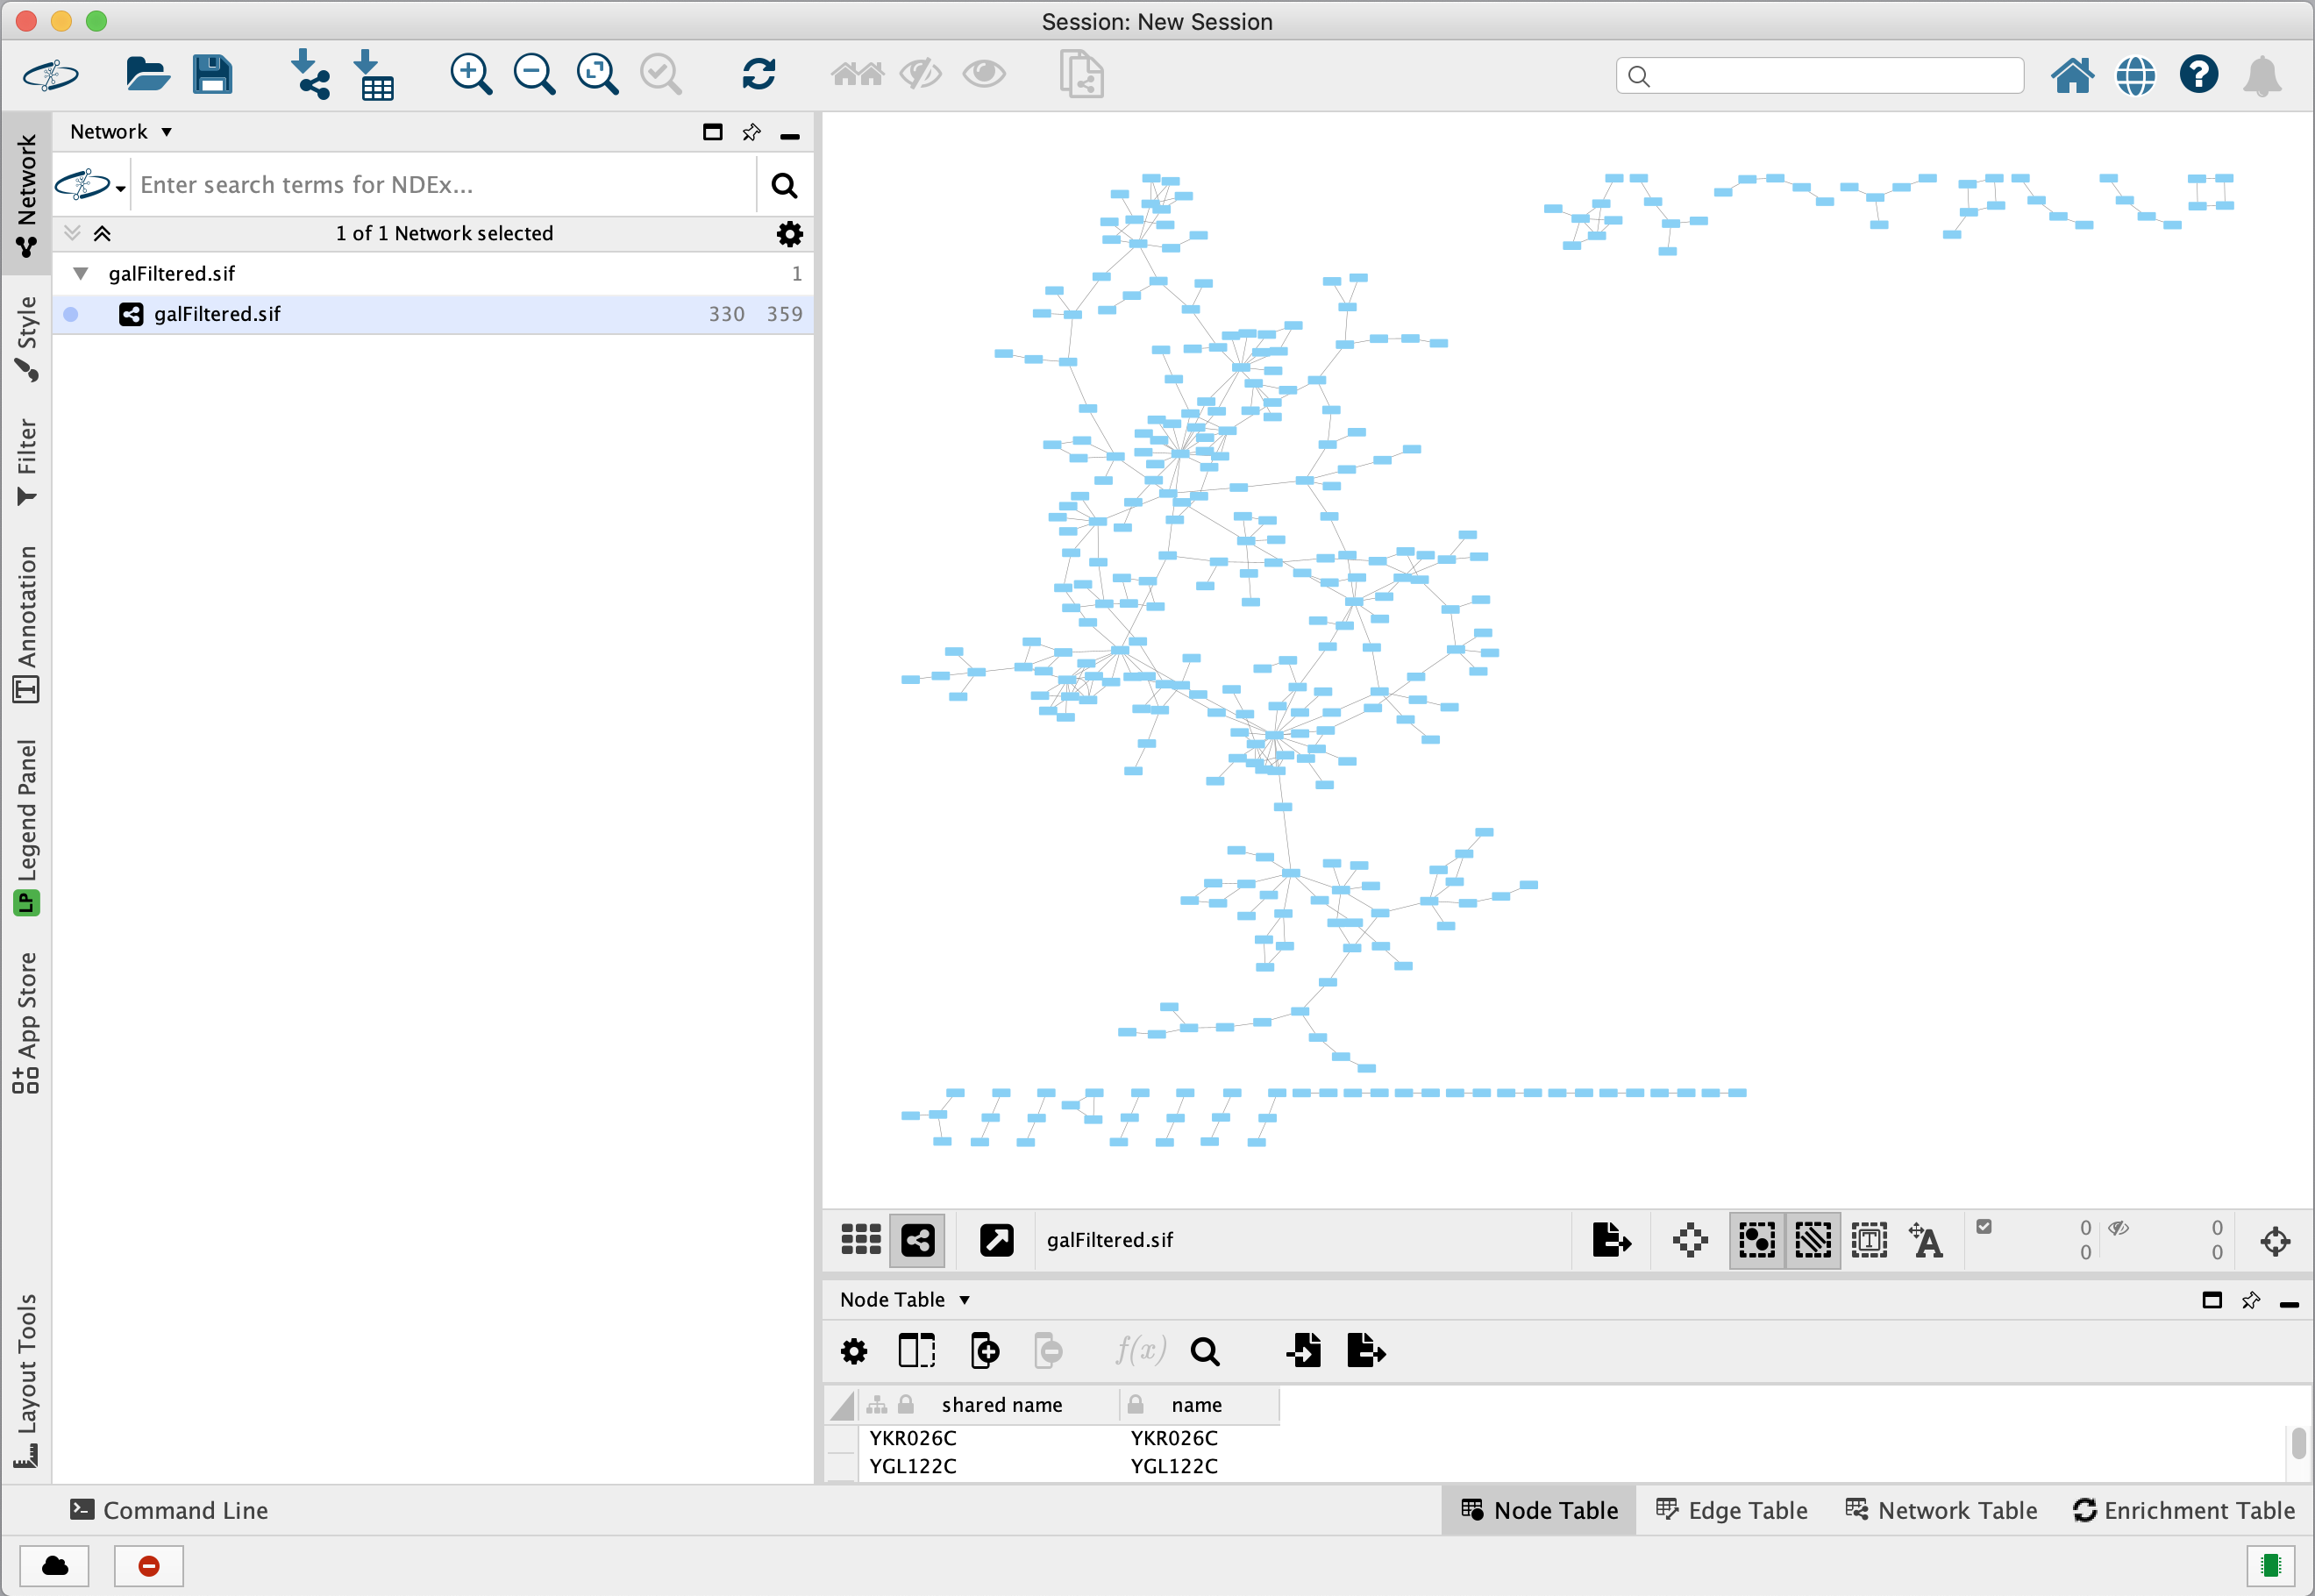 Session: New Session
Network
Enter search terms for NDEx...
1 of 1 Network selected
galFiltered.sif 1
galFiltered.sif 330 359
Network
Style
Filter
Annotation
LP Legend Panel
App Store
Layout Tools
galFiltered.sif
0 0
0 0
Node Table
f(x)
shared name name
YKR026C YKR026C
YGL122C YGL122C
Command Line
Node Table Edge Table Network Table Enrichment Table